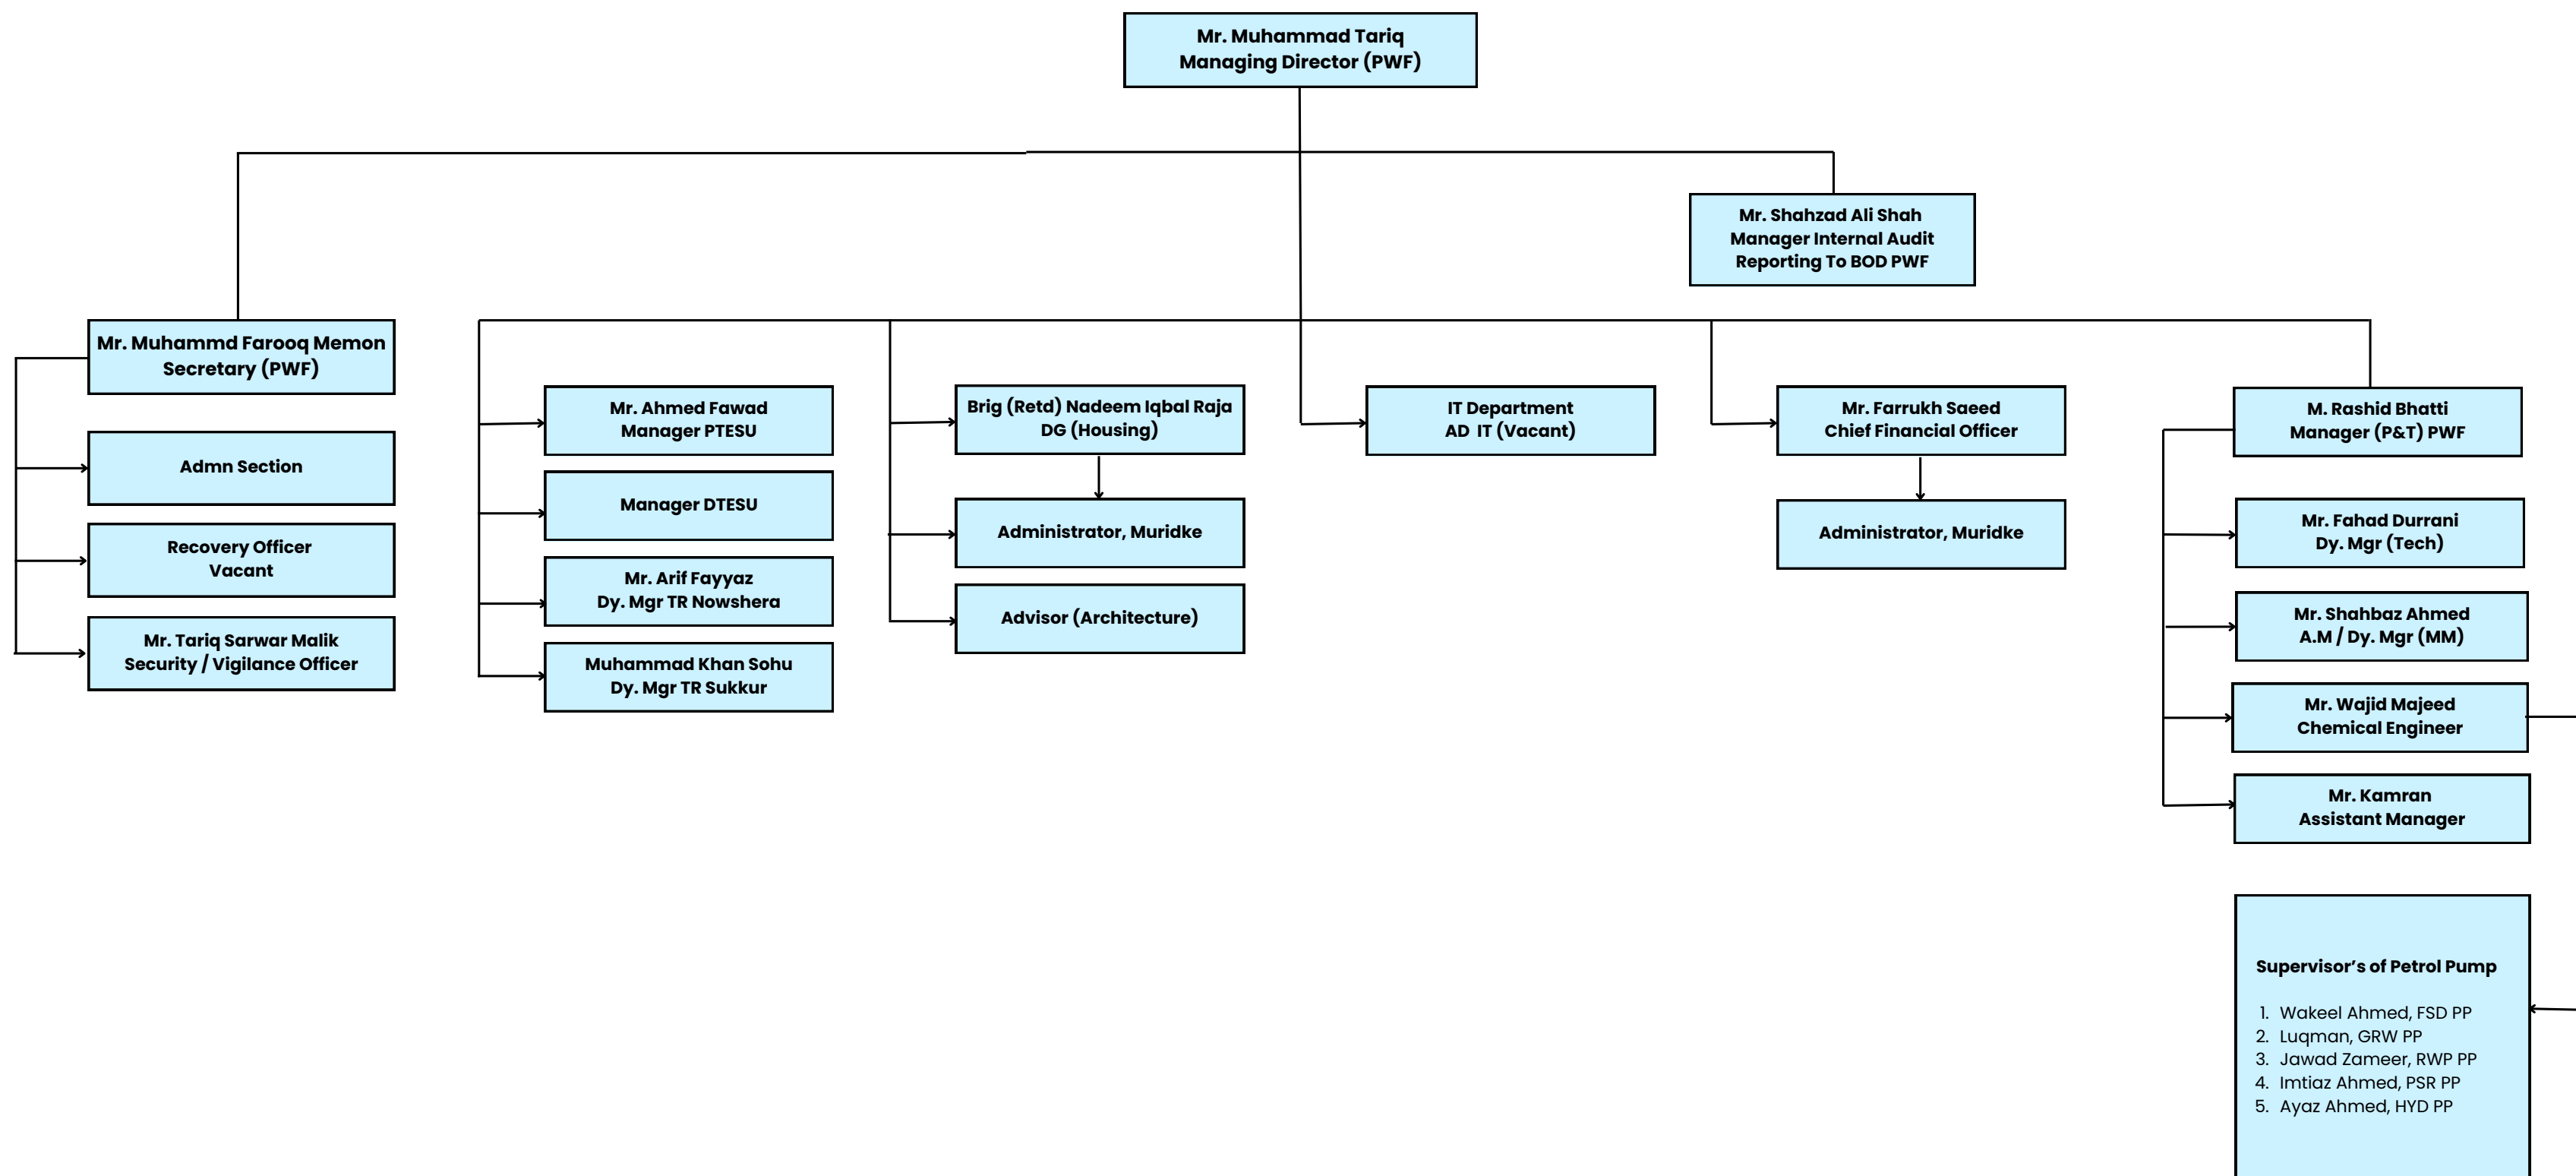 Mr. Muhammad Tariq
Managing Director (PWF)
Mr. Shahzad Ali Shah
Manager Internal Audit
Reporting To BOD PWF
Mr. Muhammd Farooq Memon
Secretary (PWF)
Admn Section
Recovery Officer
Vacant
Mr. Tariq Sarwar Malik
Security / Vigilance Officer
Mr. Ahmed Fawad
Manager PTESU
Manager DTESU
Mr. Arif Fayyaz
Dy. Mgr TR Nowshera
Muhammad Khan Sohu
Dy. Mgr TR Sukkur
Brig (Retd) Nadeem Iqbal Raja
DG (Housing)
Administrator, Muridke
Advisor (Architecture)
IT Department
AD IT (Vacant)
Mr. Farrukh Saeed
Chief Financial Officer
Administrator, Muridke
M. Rashid Bhatti
Manager (P&T) PWF
Mr. Fahad Durrani
Dy. Mgr (Tech)
Mr. Shahbaz Ahmed
A.M / Dy. Mgr (MM)
Mr. Wajid Majeed
Chemical Engineer
Mr. Kamran
Assistant Manager
Supervisor’s of Petrol Pump
1. Wakeel Ahmed, FSD PP
2. Luqman, GRW PP
3. Jawad Zameer, RWP PP
4. Imtiaz Ahmed, PSR PP
5. Ayaz Ahmed, HYD PP